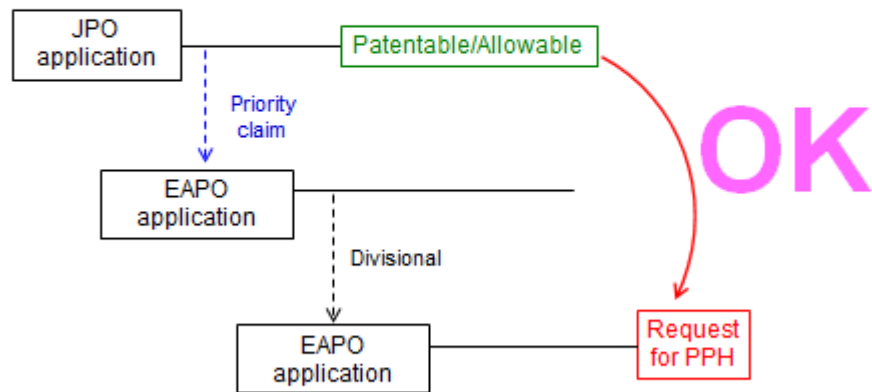 JPO
application
Patentable/Allowable
Priority
claim
OK
EAPO
application
Divisional
EAPO
application
Request
for PPH